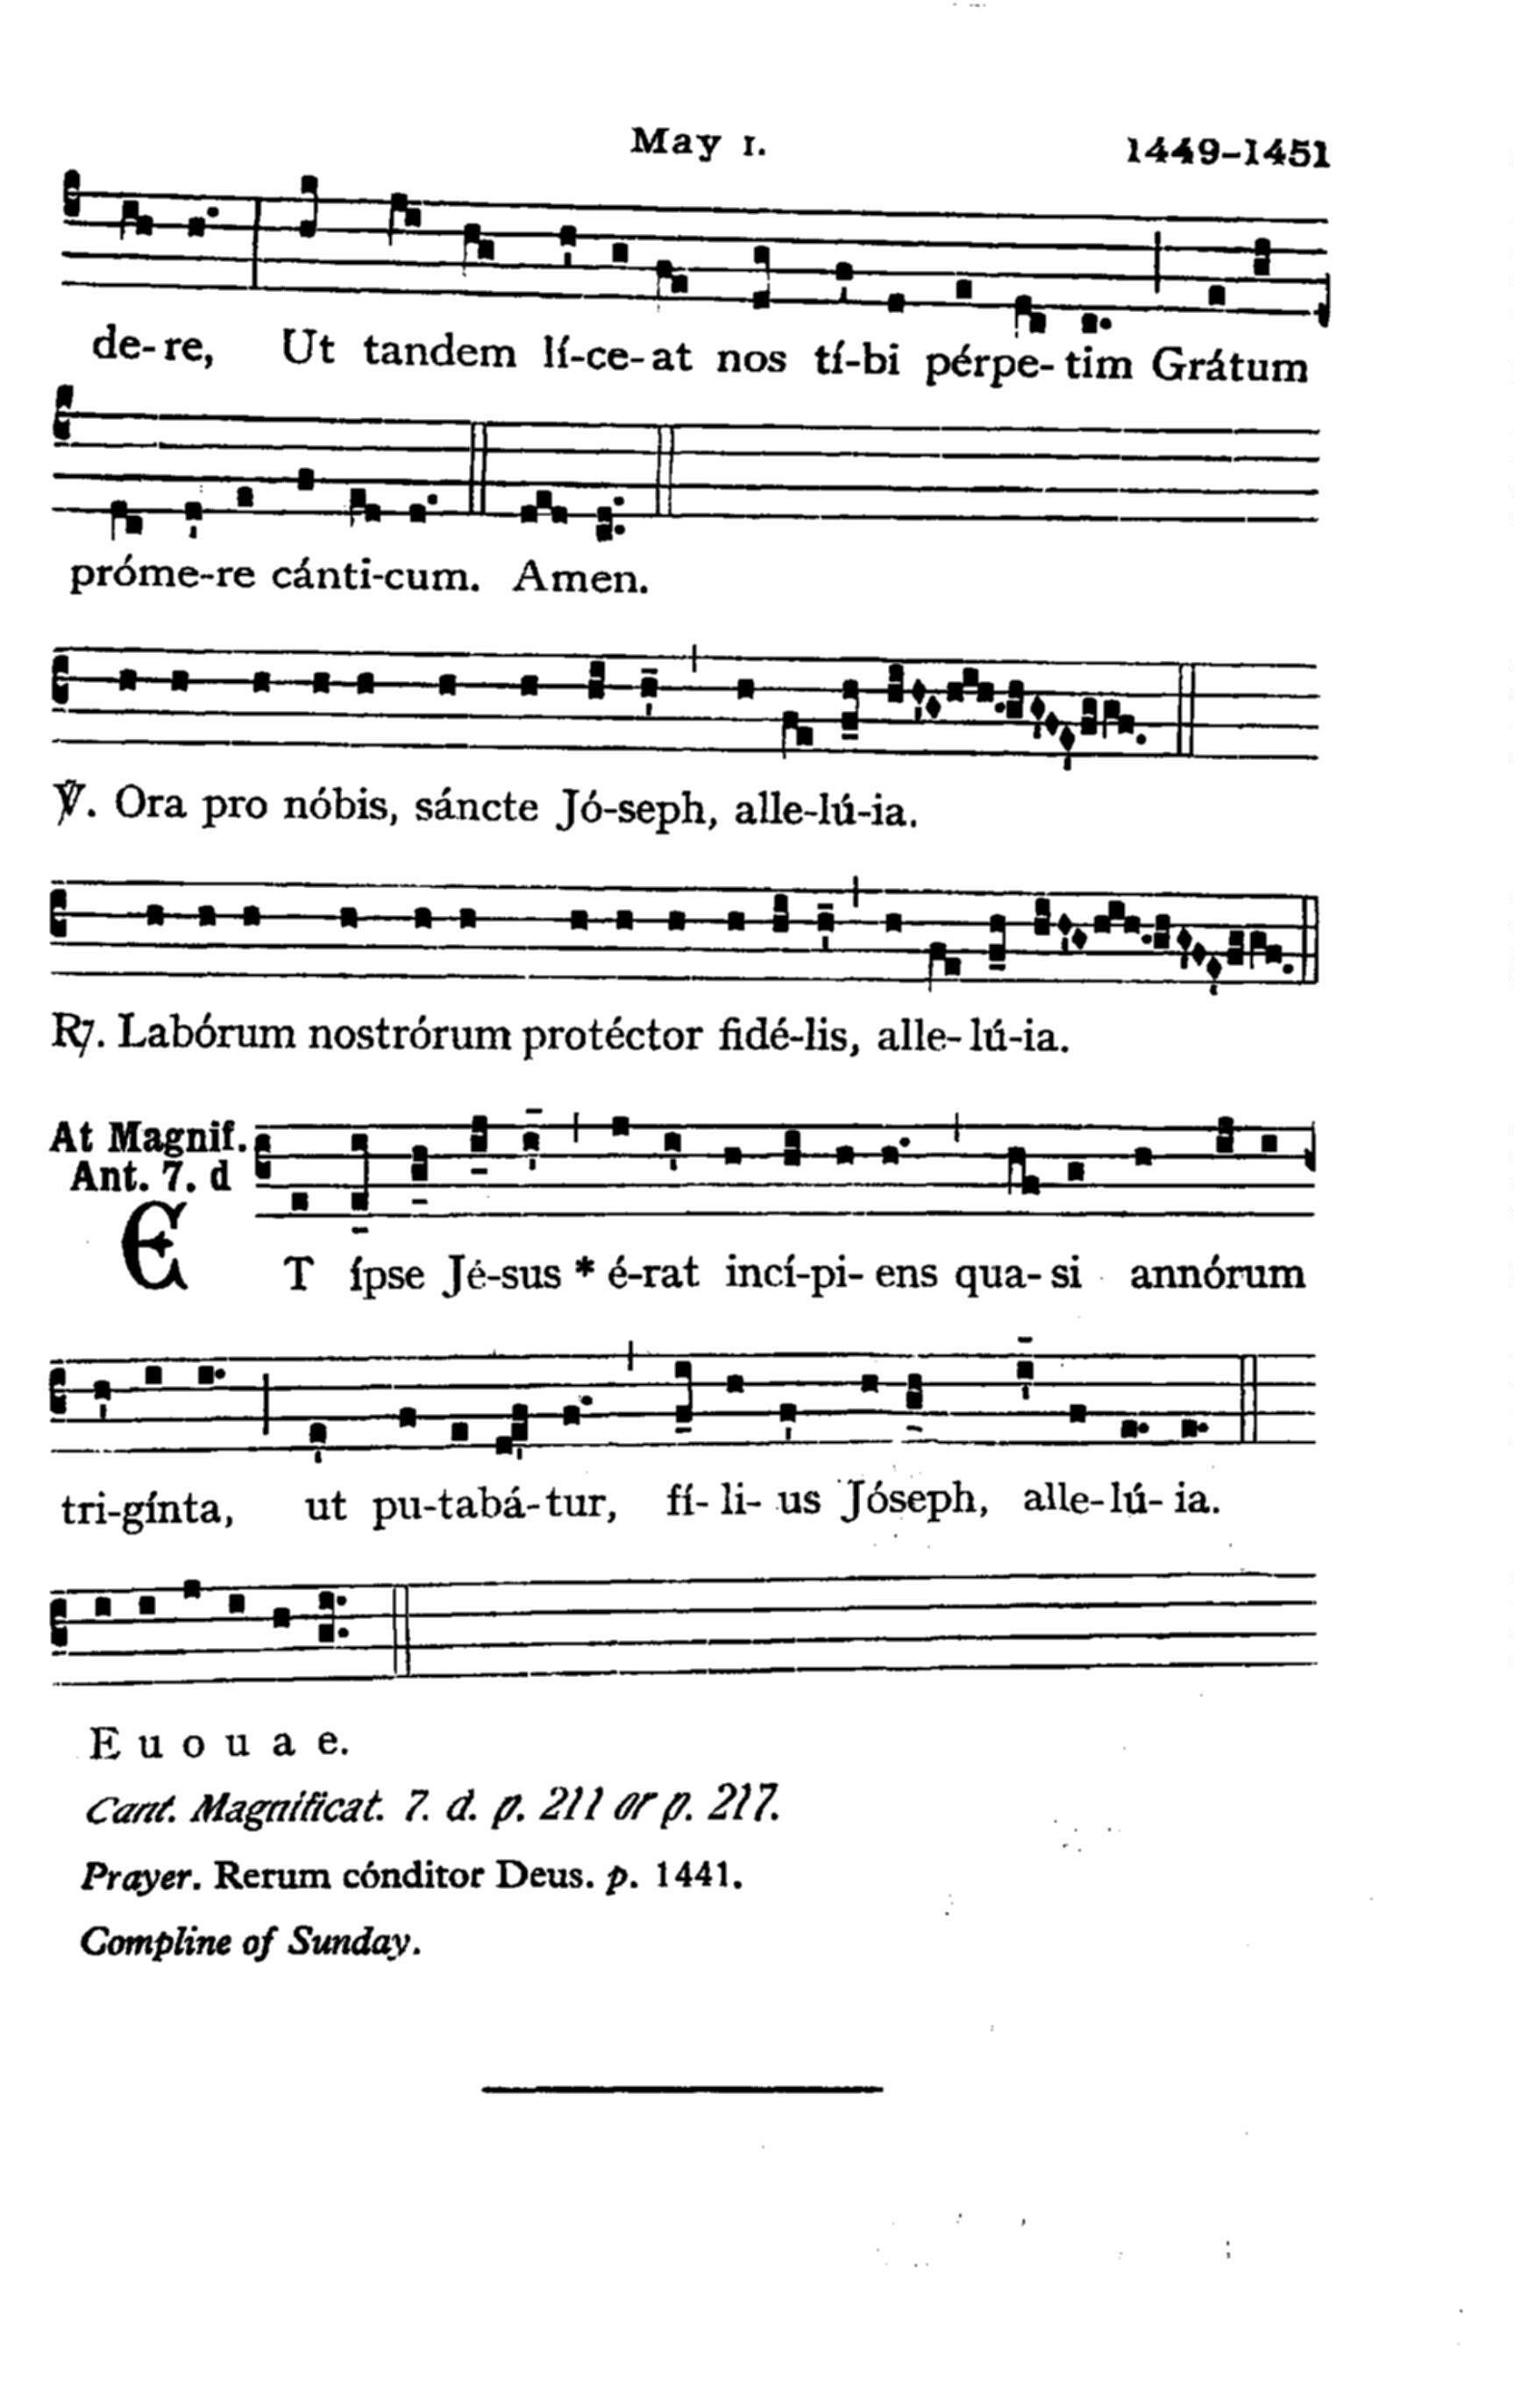 May 1. 1449–1451
de- re, Ut tandem lí-ce- at nos tí-bi pérpe- tim Grátum
próme-re cánti-cum. Amen.
℣. Ora pro nóbis, sáncte Jó-seph, alle-lú-ia.
℟. Labórum nostrórum protéctor fidé-lis, alle- lú-ia.
At Magnif.
Ant. 7. d
ET ípse Jé-sus * é-rat incí-pi- ens qua- si annórum
tri-gínta, ut pu-tabá-tur, fí- li- us Jóseph, alle- lú- ia.
E u o u a e.
Cant. Magnificat. 7. d. p. 211 or p. 217.
Prayer. Rerum cónditor Deus. p. 1441.
Compline of Sunday.